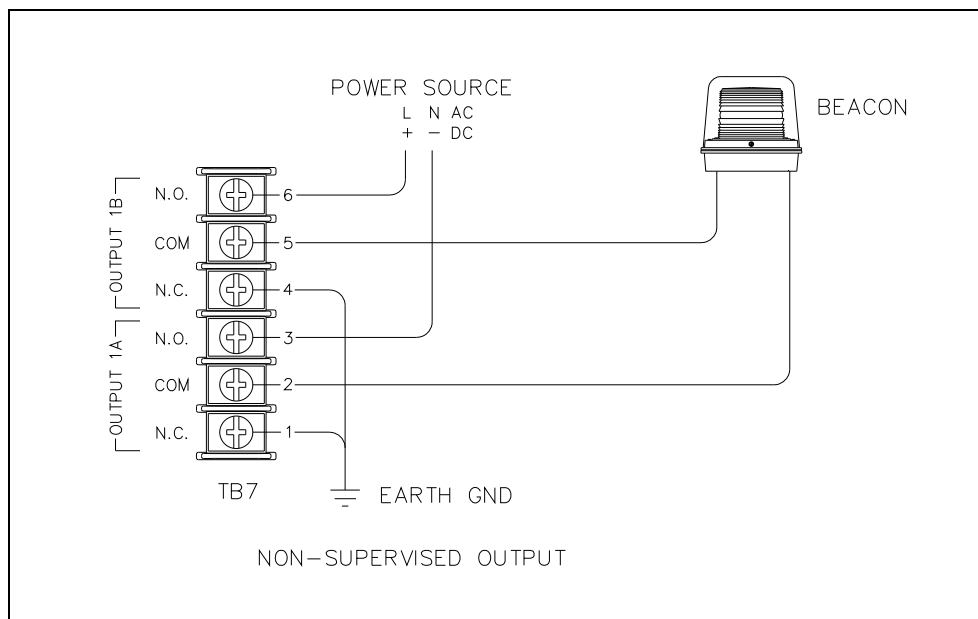 POWER SOURCE
L N AC
+ − DC
BEACON
OUTPUT 1B
N.O. 6
COM 5
N.C. 4
OUTPUT 1A
N.O. 3
COM 2
N.C. 1
TB7
EARTH GND
NON−SUPERVISED OUTPUT